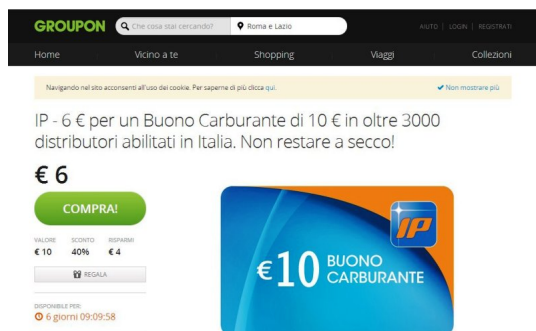 GROUPON
Che cosa stai cercando?
Roma e Lazio
AIUTO | LOGIN | REGISTRATI
Home Vicino a te Shopping Viaggi Collezioni
Navigando nel sito acconsenti all'uso dei cookie. Per saperne di più clicca qui.
Non mostrare più
IP - 6 € per un Buono Carburante di 10 € in oltre 3000
distributori abilitati in Italia. Non restare a secco!
€ 6
COMPRA!
VALORE SCONTO RISPARMI
€ 10 40% € 4
REGALA
DISPONIBILE PER:
6 giorni 09:09:58
IP
€10 BUONO
CARBURANTE